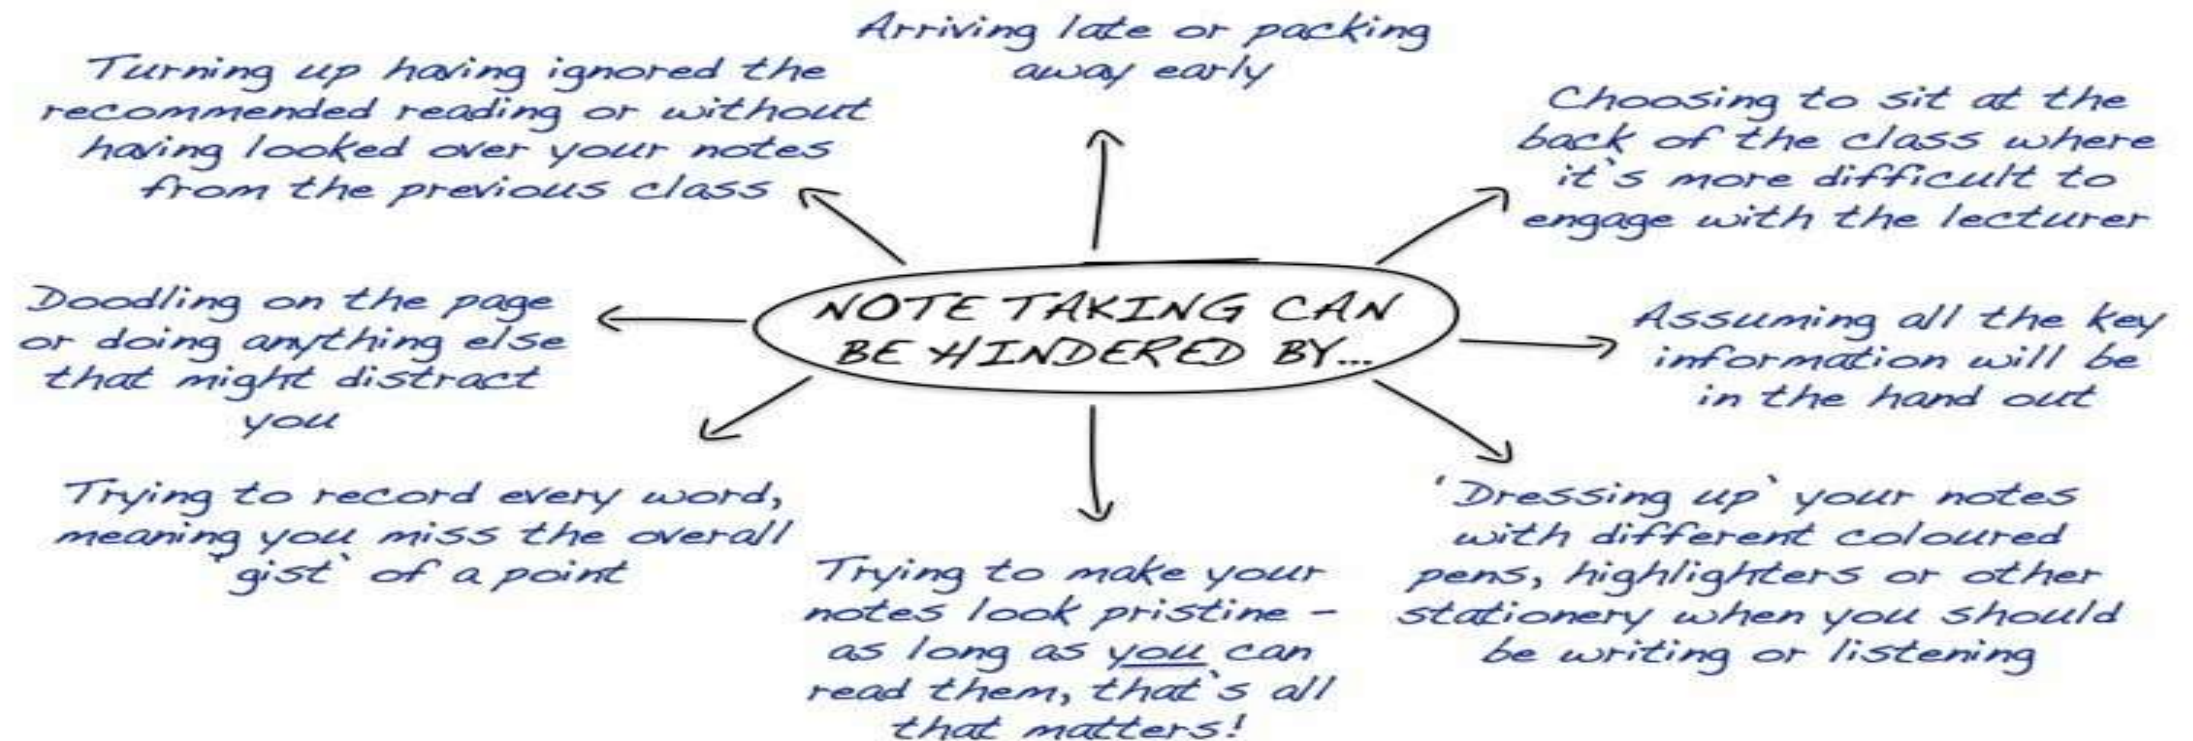 Arriving late or packing
away early
Turning up having ignored the
recommended reading or without
having looked over your notes
from the previous class
Choosing to sit at the
back of the class where
it's more difficult to
engage with the lecturer
NOTE TAKING CAN
BE HINDERED BY...
Doodling on the page
or doing anything else
that might distract
you
Assuming all the key
information will be
in the hand out
Trying to record every word,
meaning you miss the overall
'gist' of a point
Trying to make your
notes look pristine -
as long as you can
read them, that's all
that matters!
'Dressing up' your notes
with different coloured
pens, highlighters or other
stationery when you should
be writing or listening